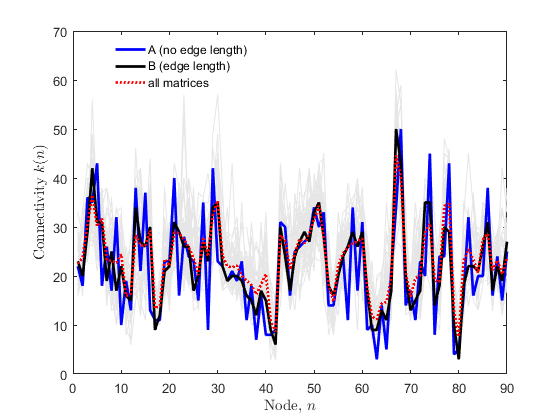 70
60
50
40
30
20
10
0
Connectivity k(n)
A (no edge length)
B (edge length)
all matrices
0 10 20 30 40 50 60 70 80 90
Node, n